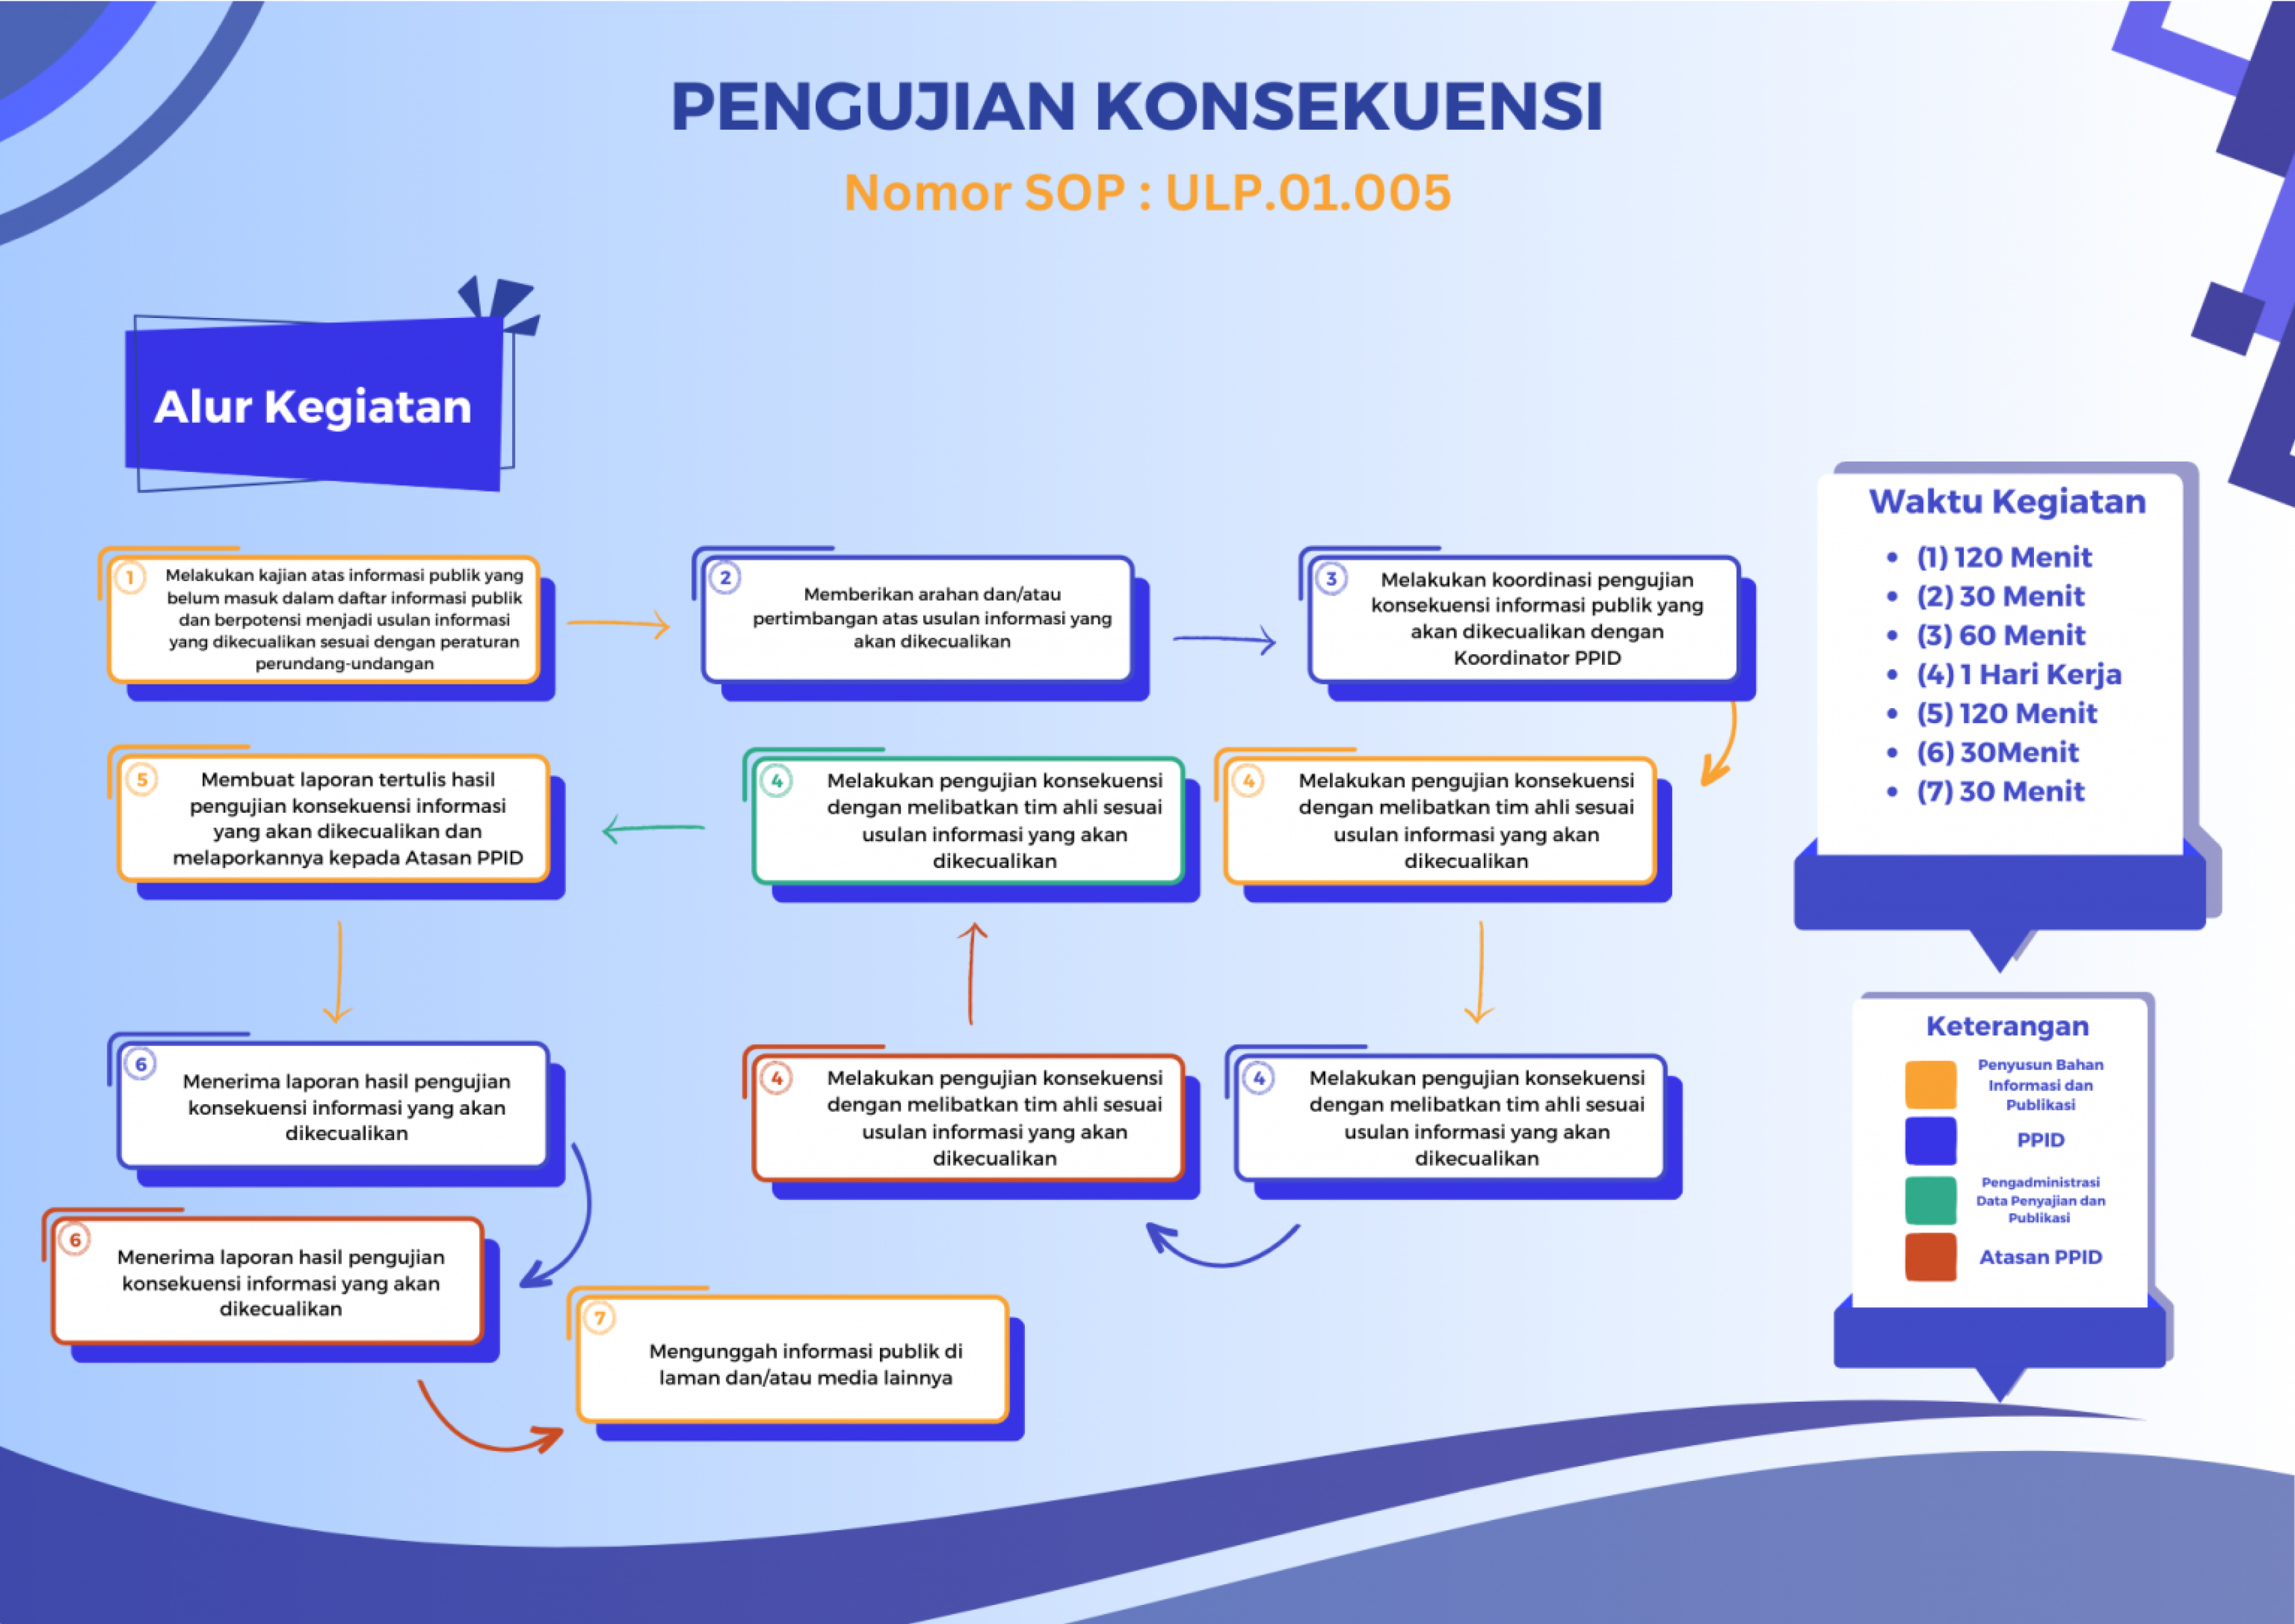 PENGUJIAN KONSEKUENSI
Nomor SOP : ULP.01.005
Alur Kegiatan
1
Melakukan kajian atas informasi publik yang
belum masuk dalam daftar informasi publik
dan berpotensi menjadi usulan informasi
yang dikecualikan sesuai dengan peraturan
perundang-undangan
2
Memberikan arahan dan/atau
pertimbangan atas usulan informasi yang
akan dikecualikan
3
Melakukan koordinasi pengujian
konsekuensi informasi publik yang
akan dikecualikan dengan
Koordinator PPID
4
Melakukan pengujian konsekuensi
dengan melibatkan tim ahli sesuai
usulan informasi yang akan
dikecualikan
4
Melakukan pengujian konsekuensi
dengan melibatkan tim ahli sesuai
usulan informasi yang akan
dikecualikan
4
Melakukan pengujian konsekuensi
dengan melibatkan tim ahli sesuai
usulan informasi yang akan
dikecualikan
4
Melakukan pengujian konsekuensi
dengan melibatkan tim ahli sesuai
usulan informasi yang akan
dikecualikan
5
Membuat laporan tertulis hasil
pengujian konsekuensi informasi
yang akan dikecualikan dan
melaporkannya kepada Atasan PPID
6
Menerima laporan hasil pengujian
konsekuensi informasi yang akan
dikecualikan
6
Menerima laporan hasil pengujian
konsekuensi informasi yang akan
dikecualikan
7
Mengunggah informasi publik di
laman dan/atau media lainnya
Waktu Kegiatan
• (1) 120 Menit
• (2) 30 Menit
• (3) 60 Menit
• (4) 1 Hari Kerja
• (5) 120 Menit
• (6) 30Menit
• (7) 30 Menit
Keterangan
Penyusun Bahan
Informasi dan
Publikasi
PPID
Pengadministrasi
Data Penyajian dan
Publikasi
Atasan PPID